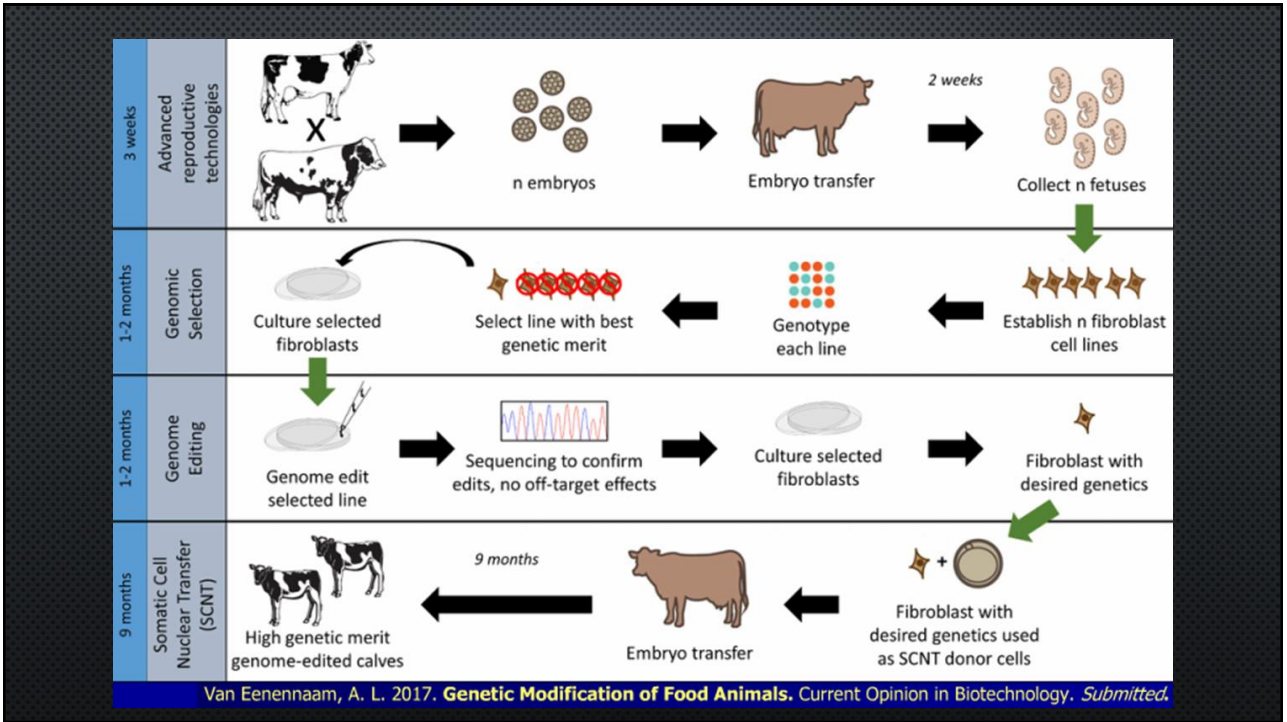 3 weeks
Advanced
reproductive
technologies
X
n embryos
Embryo transfer
2 weeks
Collect n fetuses
1-2 months
Genomic
Selection
Culture selected
fibroblasts
Select line with best
genetic merit
Genotype
each line
Establish n fibroblast
cell lines
1-2 months
Genome
Editing
Genome edit
selected line
Sequencing to confirm
edits, no off-target effects
Culture selected
fibroblasts
Fibroblast with
desired genetics
9 months
Somatic Cell
Nuclear Transfer
(SCNT)
High genetic merit
genome-edited calves
9 months
Embryo transfer
+
Fibroblast with
desired genetics used
as SCNT donor cells
Van Eenennaam, A. L. 2017. Genetic Modification of Food Animals. Current Opinion in Biotechnology. Submitted.